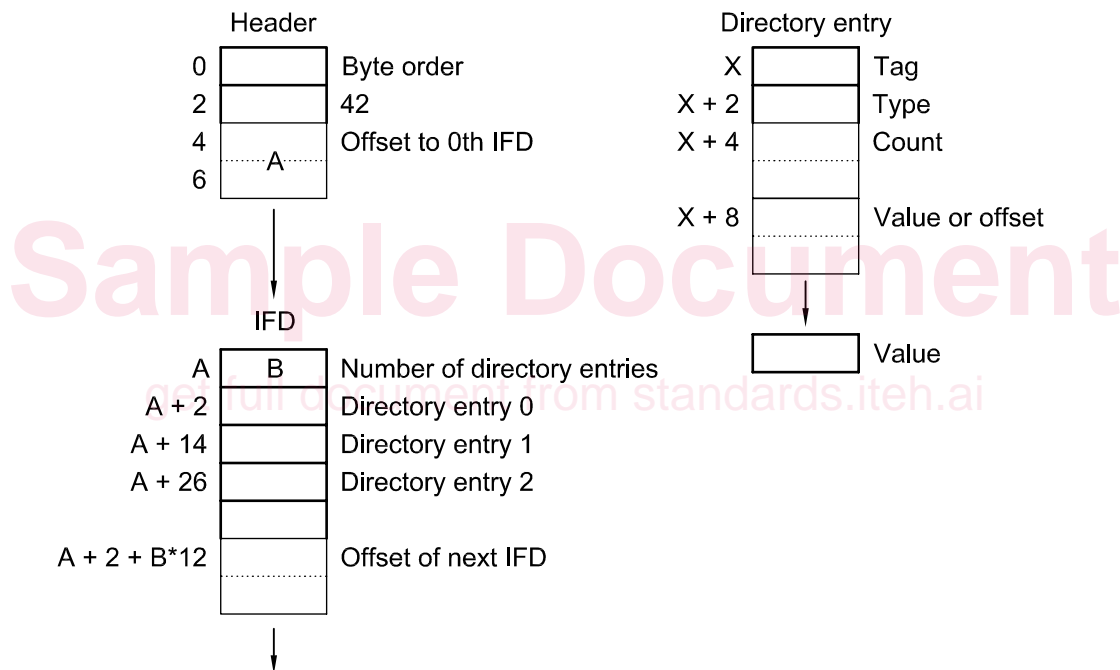 Header
0 Byte order
2 42
4 Offset to 0th IFD
A
6
IFD
A B Number of directory entries
A + 2 Directory entry 0
A + 14 Directory entry 1
A + 26 Directory entry 2
A + 2 + B*12 Offset of next IFD
Directory entry
X Tag
X + 2 Type
X + 4 Count
X + 8 Value or offset
Value
Sample Document
get full document from standards.iteh.ai